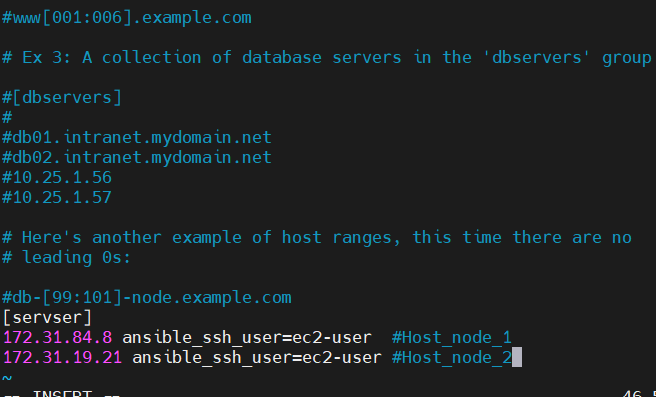 #www[001:006].example.com
# Ex 3: A collection of database servers in the 'dbservers' group
#[dbservers]
#
#db01.intranet.mydomain.net
#db02.intranet.mydomain.net
#10.25.1.56
#10.25.1.57
# Here's another example of host ranges, this time there are no
# leading 0s:
#db-[99:101]-node.example.com
[servser]
172.31.84.8 ansible_ssh_user=ec2-user  #Host_node_1
172.31.19.21 ansible_ssh_user=ec2-user #Host_node_2
~
-- INSERT --